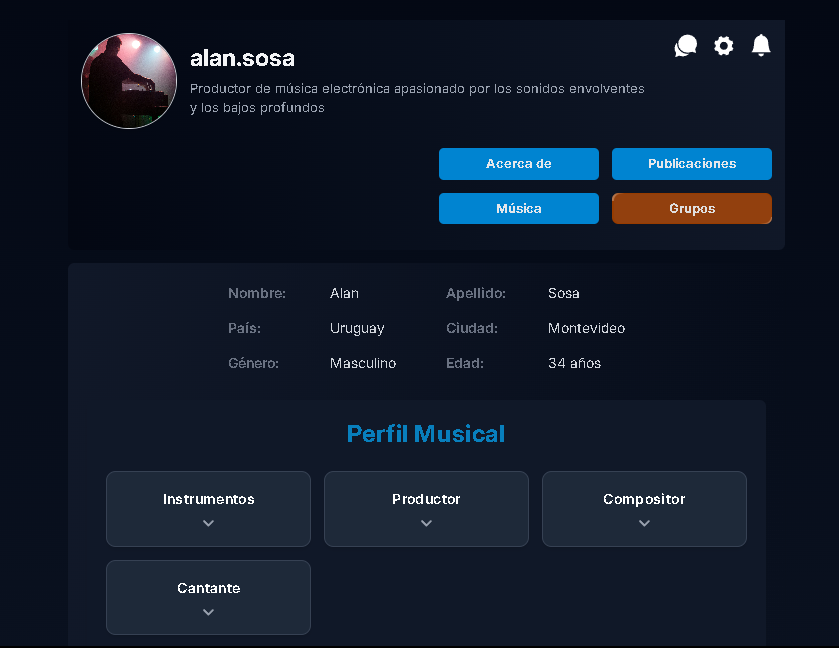 alan.sosa
Productor de música electrónica apasionado por los sonidos envolventes
y los bajos profundos
Acerca de
Publicaciones
Música
Grupos
Nombre: Alan Apellido: Sosa
País: Uruguay Ciudad: Montevideo
Género: Masculino Edad: 34 años
Perfil Musical
Instrumentos
Productor
Compositor
Cantante